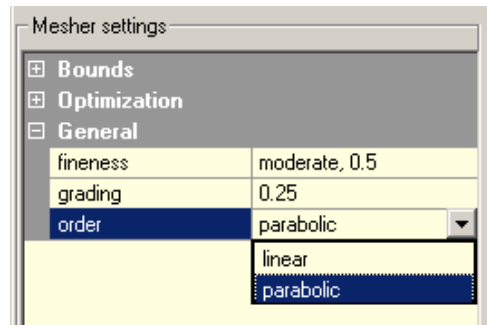 Mesher settings
Bounds
Optimization
General
fineness moderate, 0.5
grading 0.25
order parabolic
linear
parabolic